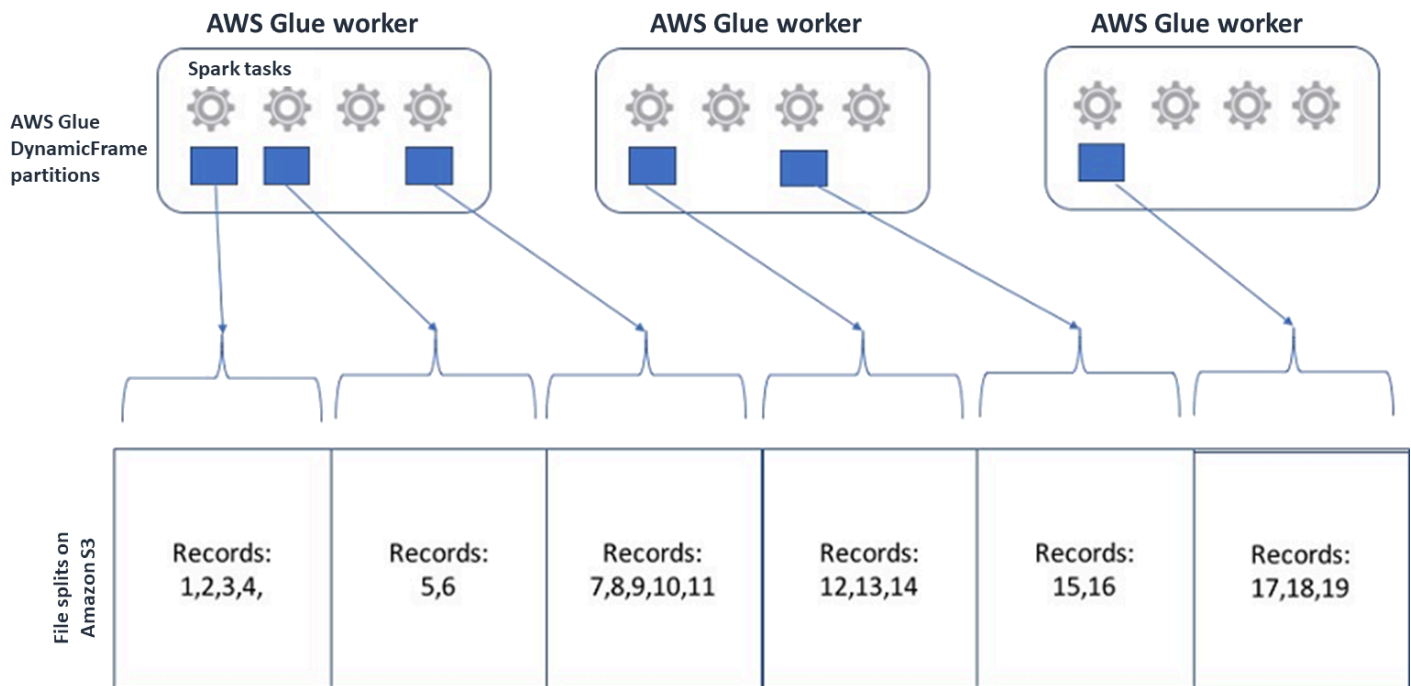 AWS Glue worker
AWS Glue worker
AWS Glue worker
Spark tasks
AWS Glue
DynamicFrame
partitions
File splits on
Amazon S3
Records:
1,2,3,4,
Records:
5,6
Records:
7,8,9,10,11
Records:
12,13,14
Records:
15,16
Records:
17,18,19